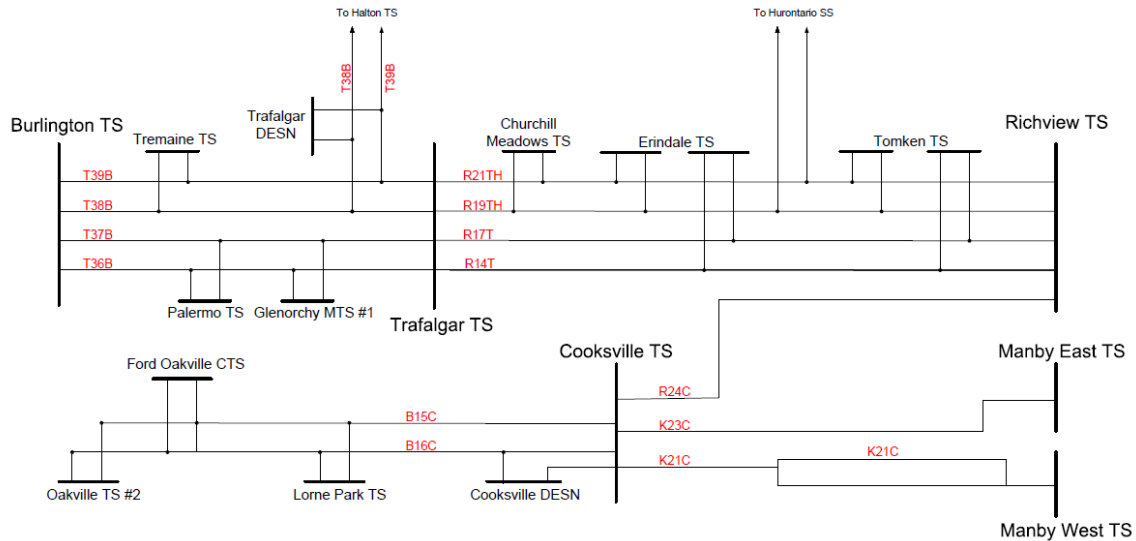 To Halton TS
To Hurontario SS
T38B
T39B
Trafalgar
DESN
Burlington TS
Tremaine TS
Churchill
Meadows TS
Erindale TS
Tomken TS
Richview TS
T39B
R21TH
T38B
R19TH
T37B
R17T
T36B
R14T
Palermo TS
Glenorchy MTS #1
Trafalgar TS
Ford Oakville CTS
Cooksville TS
Manby East TS
R24C
B15C
K23C
B16C
K21C
K21C
Oakville TS #2
Lorne Park TS
Cooksville DESN
Manby West TS